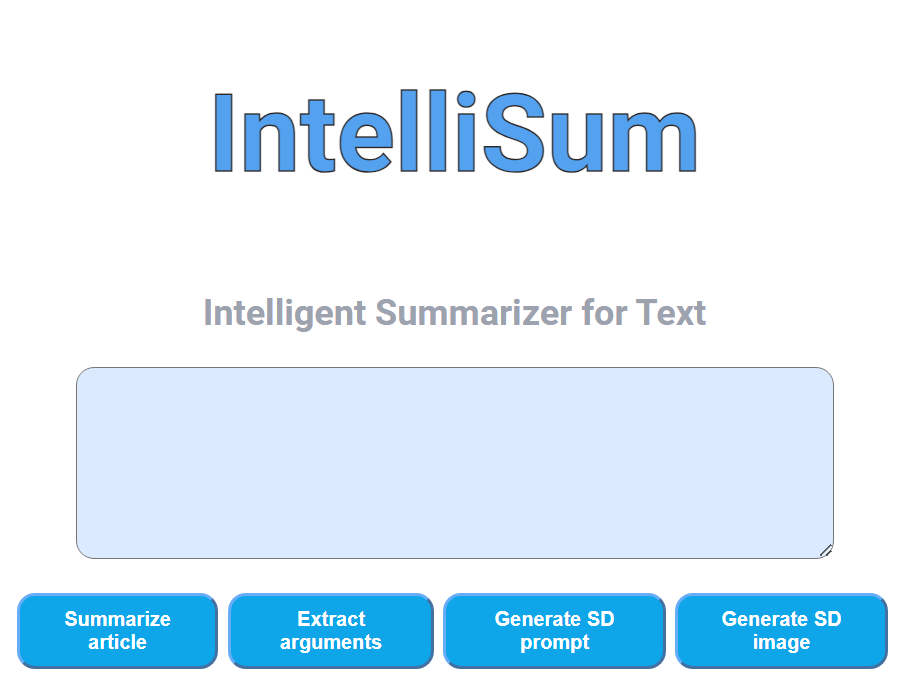 IntelliSum
Intelligent Summarizer for Text
Summarize
article
Extract
arguments
Generate SD
prompt
Generate SD
image